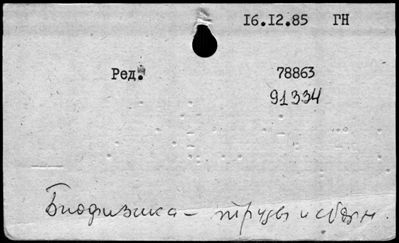 16.12.85 ГН
Ред. 78863
91334
Биофизика – труды и сборн.